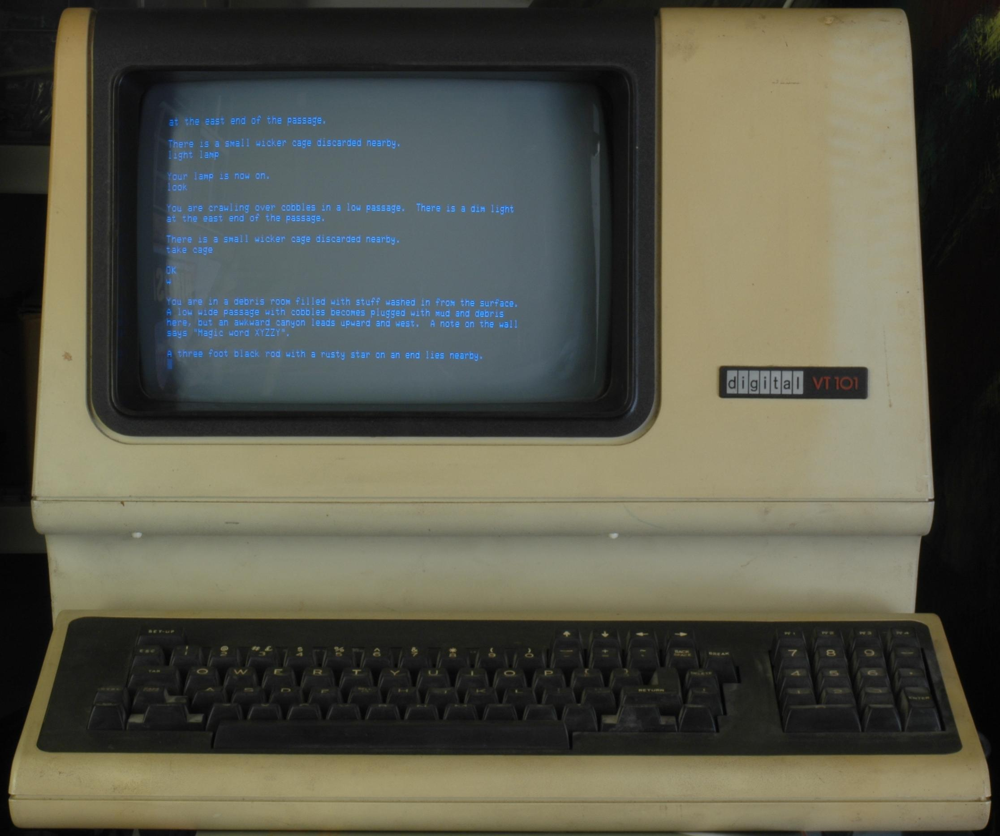 at the east end of the passage.
There is a small wicker cage discarded nearby.
light lamp
Your lamp is now on.
look
You are crawling over cobbles in a low passage.  There is a dim light
at the east end of the passage.
There is a small wicker cage discarded nearby.
take cage
OK
w
You are in a debris room filled with stuff washed in from the surface.
A low wide passage with cobbles becomes plugged with mud and debris
here, but an awkward canyon leads upward and west.  A note on the wall
says "Magic word XYZZY".
A three foot black rod with a rusty star on an end lies nearby.
digital VT101
SET-UP ↑ ↓ ← →
ESC ! 1 @ 2 # £ 3 $ 4 % 5 ^ 6 & 7 * 8 ( 9 ) 0 + = ~ BACK SPACE BREAK 7 8 9
TAB Q W E R T Y U I O P DELETE 4 5 6
A S D F H J K L RETURN 2 ENTER